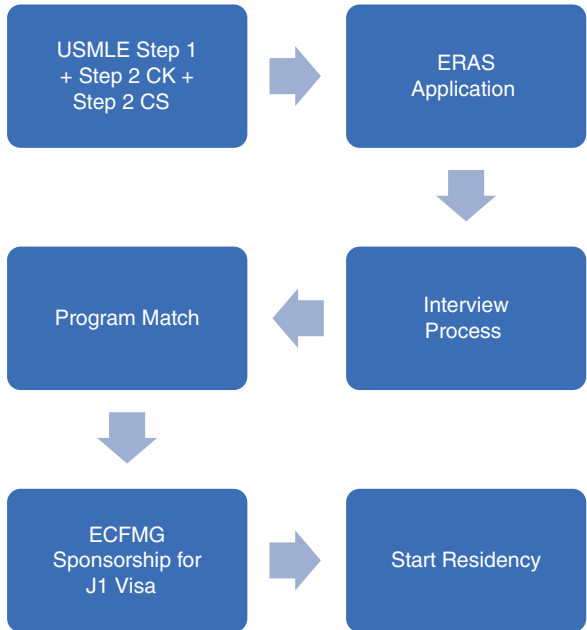 USMLE Step 1
+ Step 2 CK +
Step 2 CS
ERAS
Application
Interview
Process
Program Match
ECFMG
Sponsorship for
J1 Visa
Start Residency